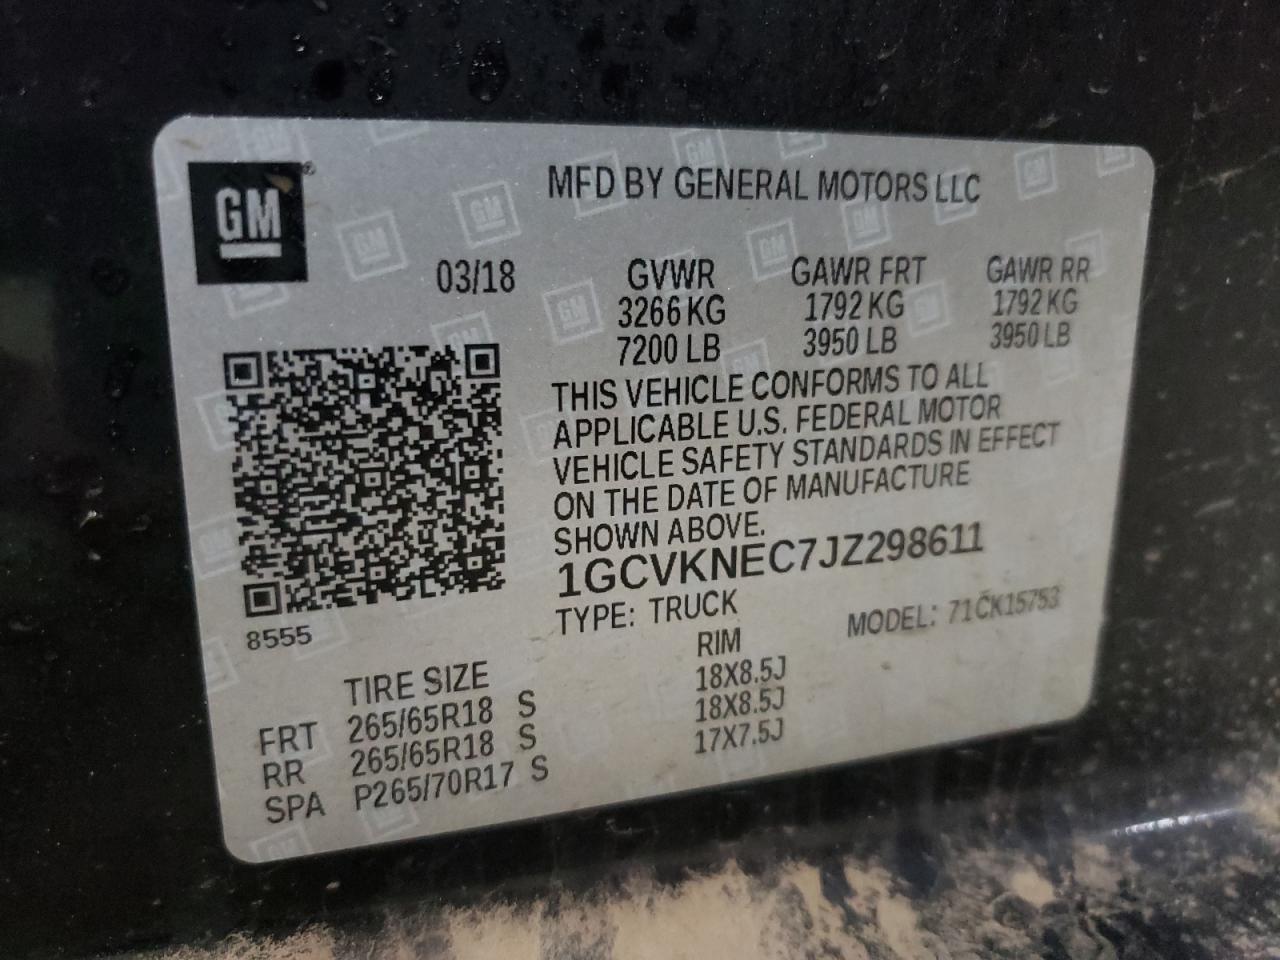 GM
MFD BY GENERAL MOTORS LLC
03/18
GVWR GAWR FRT GAWR RR
3266 KG 1792 KG 1792 KG
7200 LB 3950 LB 3950 LB
THIS VEHICLE CONFORMS TO ALL
APPLICABLE U.S. FEDERAL MOTOR
VEHICLE SAFETY STANDARDS IN EFFECT
ON THE DATE OF MANUFACTURE
SHOWN ABOVE.
1GCVKNEC7JZ298611
TYPE: TRUCK MODEL: 71CK15753
8555
TIRE SIZE RIM
FRT 265/65R18 S 18X8.5J
RR 265/65R18 S 18X8.5J
SPA P265/70R17 S 17X7.5J